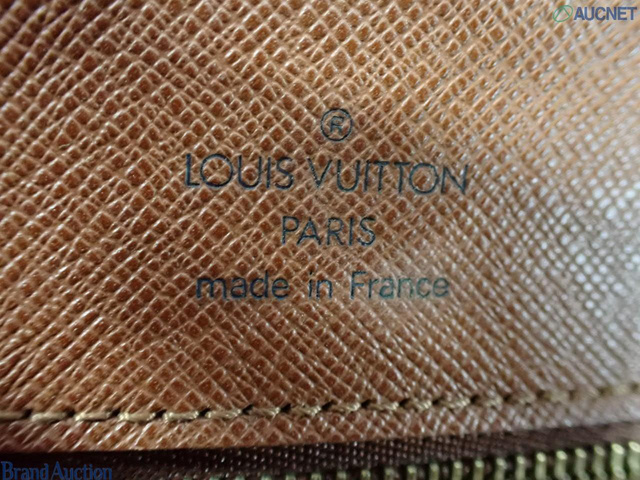 AUCNET
®
LOUIS VUITTON
PARIS
made in France
Brand Auction